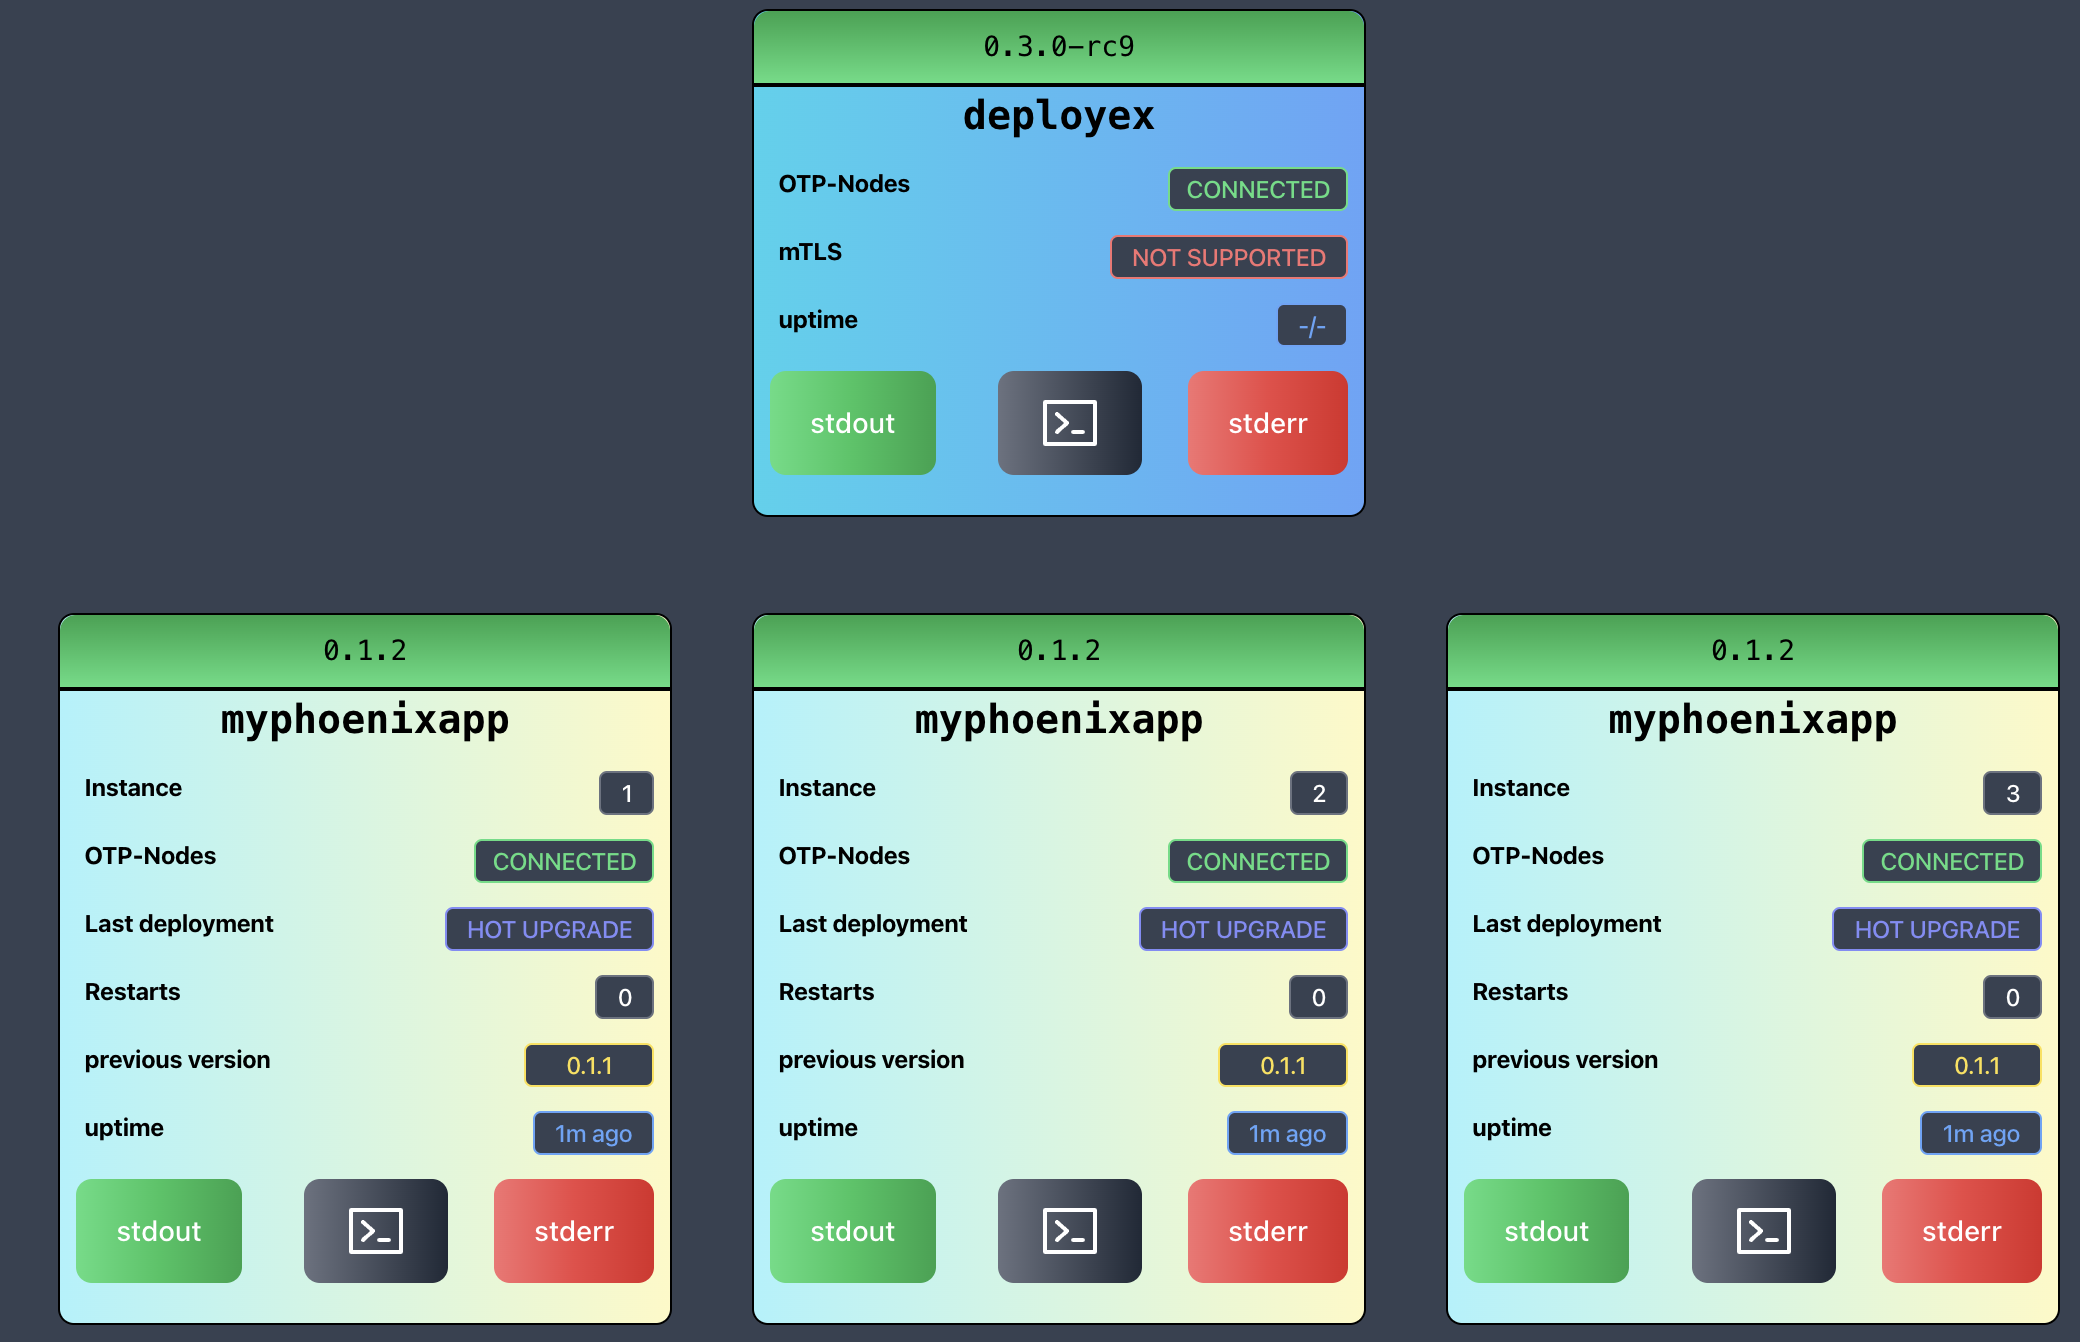 0.3.0-rc9
deployex
OTP-Nodes CONNECTED
mTLS NOT SUPPORTED
uptime -/-
stdout stderr
0.1.2
myphoenixapp
Instance 1
OTP-Nodes CONNECTED
Last deployment HOT UPGRADE
Restarts 0
previous version 0.1.1
uptime 1m ago
stdout stderr
0.1.2
myphoenixapp
Instance 2
OTP-Nodes CONNECTED
Last deployment HOT UPGRADE
Restarts 0
previous version 0.1.1
uptime 1m ago
stdout stderr
0.1.2
myphoenixapp
Instance 3
OTP-Nodes CONNECTED
Last deployment HOT UPGRADE
Restarts 0
previous version 0.1.1
uptime 1m ago
stdout stderr